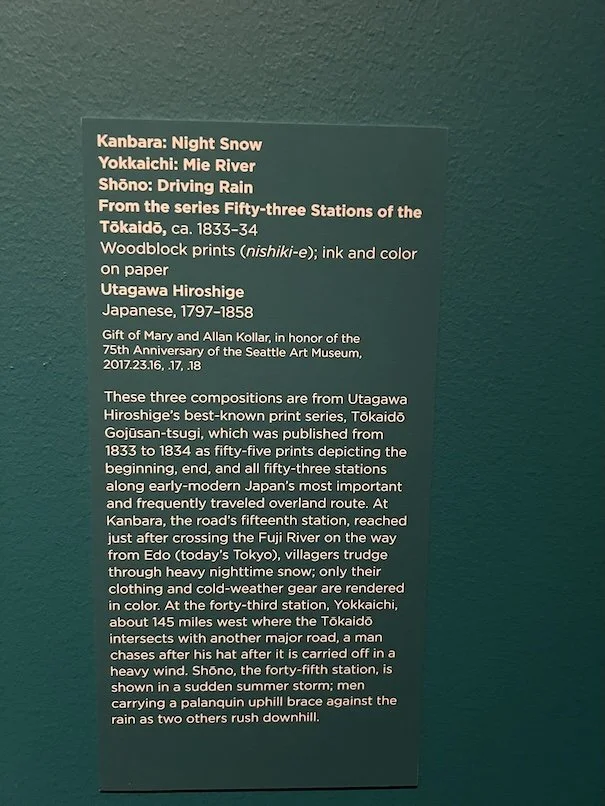 Kanbara: Night Snow
Yokkaichi: Mie River
Shōno: Driving Rain
From the series Fifty-three Stations of the
Tōkaidō, ca. 1833–34
Woodblock prints (nishiki-e); ink and color
on paper
Utagawa Hiroshige
Japanese, 1797–1858
Gift of Mary and Allan Kollar, in honor of the
75th Anniversary of the Seattle Art Museum,
2017.23.16, .17, .18
These three compositions are from Utagawa
Hiroshige's best-known print series, Tōkaidō
Gojūsan-tsugi, which was published from
1833 to 1834 as fifty-five prints depicting the
beginning, end, and all fifty-three stations
along early-modern Japan's most important
and frequently traveled overland route. At
Kanbara, the road's fifteenth station, reached
just after crossing the Fuji River on the way
from Edo (today's Tokyo), villagers trudge
through heavy nighttime snow; only their
clothing and cold-weather gear are rendered
in color. At the forty-third station, Yokkaichi,
about 145 miles west where the Tōkaidō
intersects with another major road, a man
chases after his hat after it is carried off in a
heavy wind. Shōno, the forty-fifth station, is
shown in a sudden summer storm; men
carrying a palanquin uphill brace against the
rain as two others rush downhill.